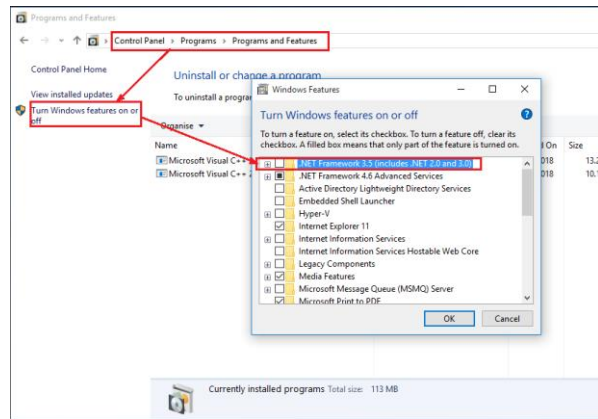 Programs and Features
Control Panel > Programs > Programs and Features
Control Panel Home
View installed updates
Turn Windows features on or
off
Uninstall or change a program
To uninstall a progra
Organise
Name
l On
Size
Microsoft Visual C++ 2
018
13.2
Microsoft Visual C++ 2
018
10.1
Windows Features
Turn Windows features on or off
To turn a feature on, select its checkbox. To turn a feature off, clear its
checkbox. A filled box means that only part of the feature is turned on.
.NET Framework 3.5 (includes .NET 2.0 and 3.0)
.NET Framework 4.6 Advanced Services
Active Directory Lightweight Directory Services
Embedded Shell Launcher
Hyper-V
Internet Explorer 11
Internet Information Services
Internet Information Services Hostable Web Core
Legacy Components
Media Features
Microsoft Message Queue (MSMQ) Server
Microsoft Print to PDF
OK
Cancel
Currently installed programs Total size: 113 MB